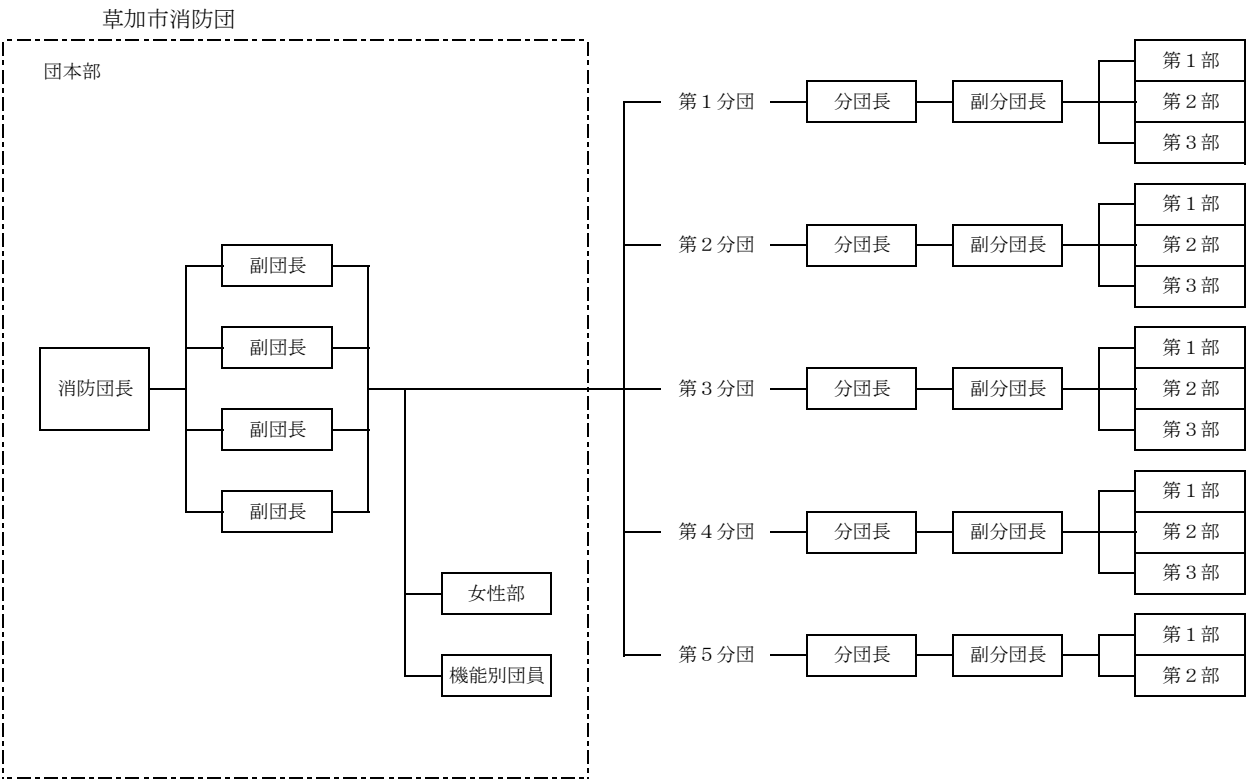 草加市消防団
団本部
消防団長
副団長
副団長
副団長
副団長
女性部
機能別団員
第１分団
分団長
副分団長
第１部
第２部
第３部
第２分団
分団長
副分団長
第１部
第２部
第３部
第３分団
分団長
副分団長
第１部
第２部
第３部
第４分団
分団長
副分団長
第１部
第２部
第３部
第５分団
分団長
副分団長
第１部
第２部